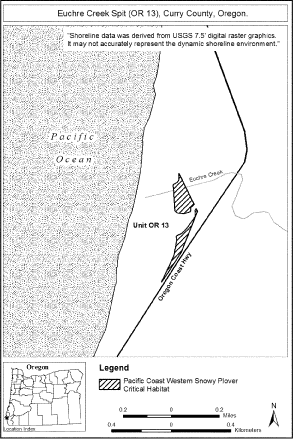 Euchre Creek Spit (OR 13), Curry County, Oregon.
"Shoreline data was derived from USGS 7.5' digital raster graphics.
It may not accurately represent the dynamic shoreline environment."
Pacific
Ocean
Euchre Creek
Unit OR 13
Oregon Coast Hwy
Oregon
Location Index
Legend
Pacific Coast Western Snowy Plover
Critical Habitat
0.2 0 0.2
Miles
0.4 0 0.4
Kilometers
N